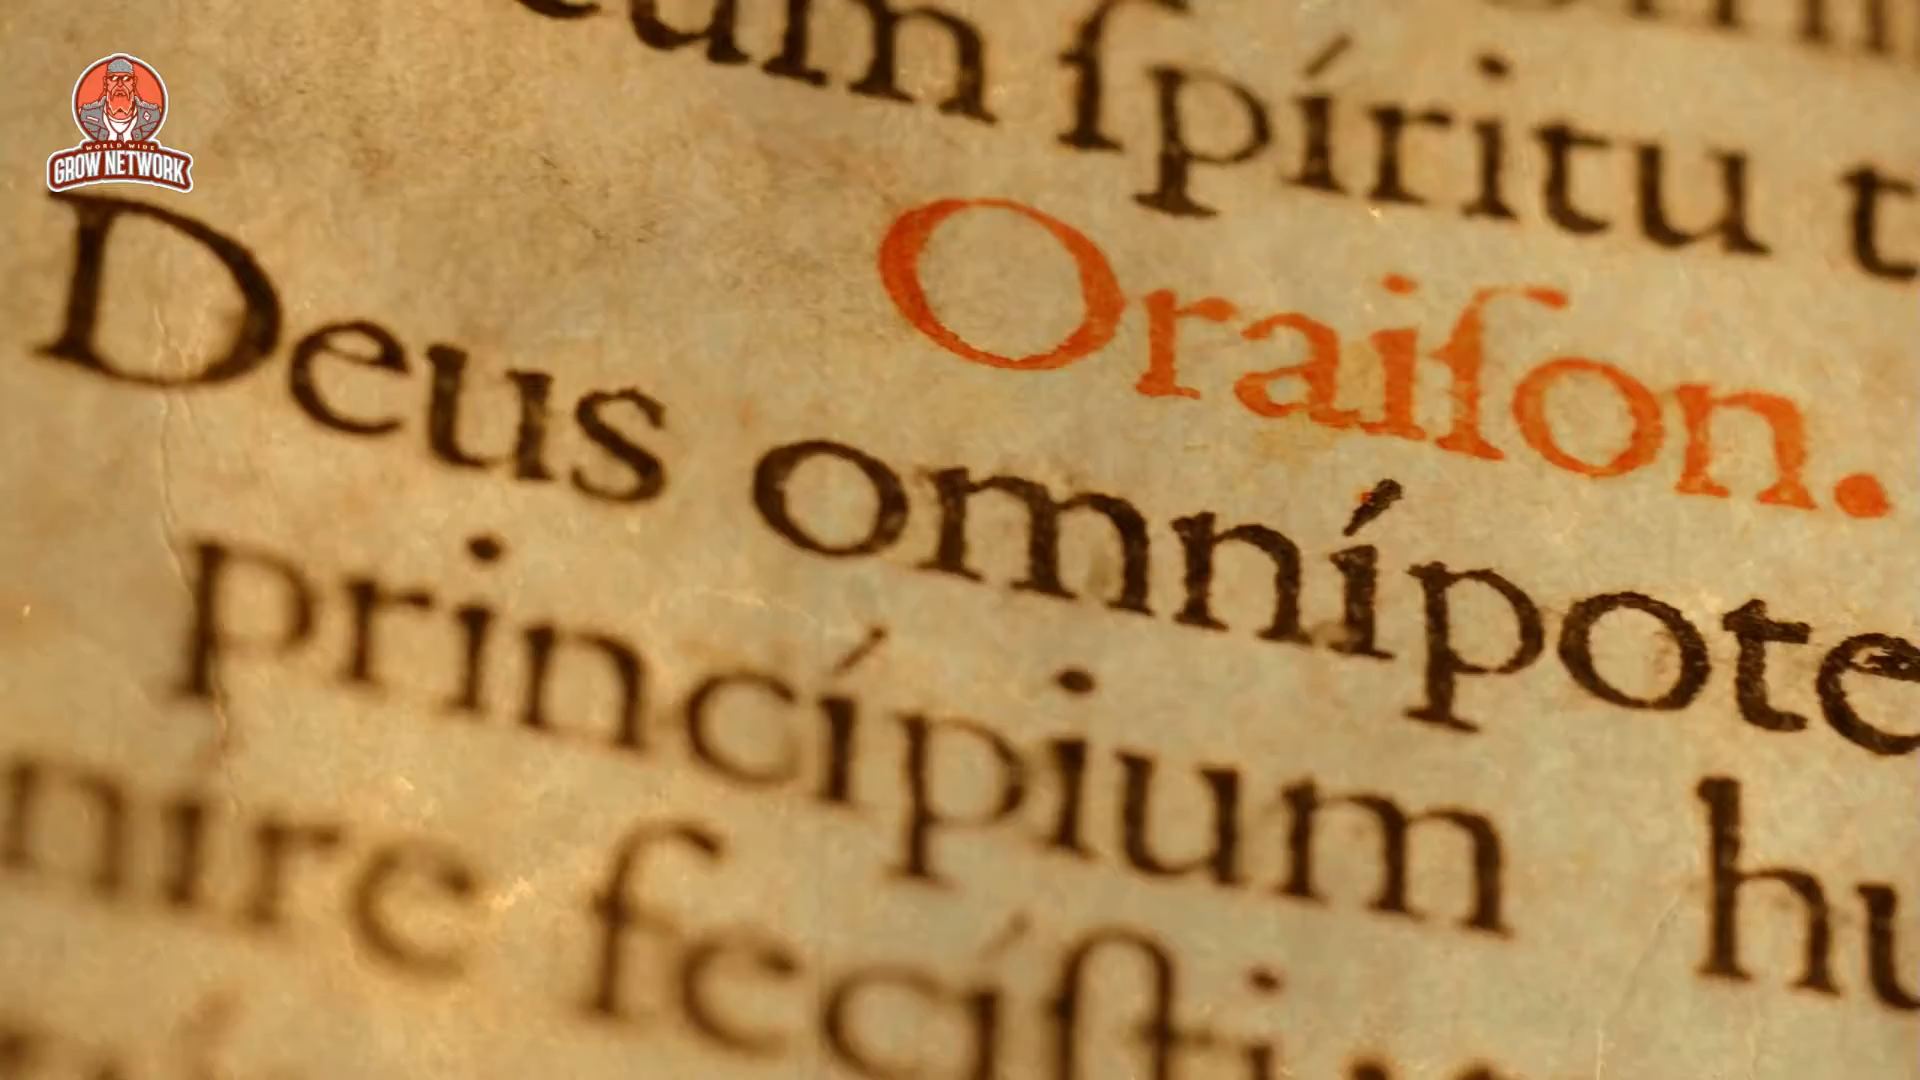 WORLD WIDE
GROW NETWORK
ſpíritu
Oraiſon.
Deus omnípote
princípium hu
nire fecíſti